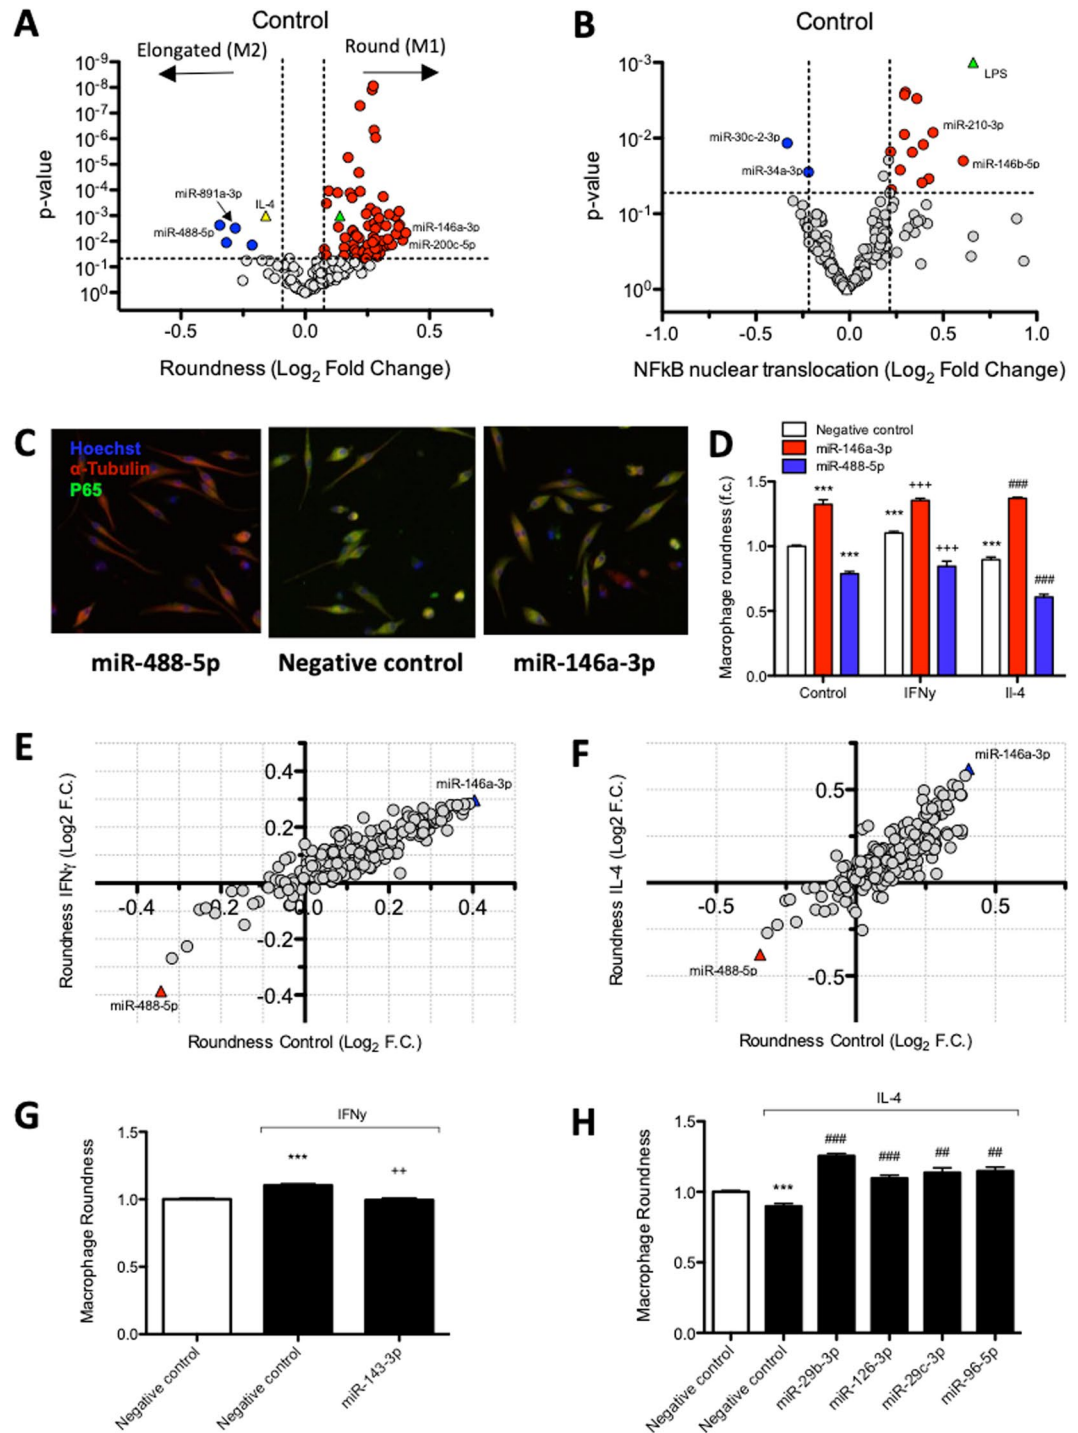 A
Control
Elongated (M2)
Round (M1)
10-9
10-8
10-7
10-6
10-5
10-4
10-3
10-2
10-1
100
p-value
miR-891a-3p
IL-4
miR-488-5p
miR-146a-3p
miR-200c-5p
-0.5
0.0
0.5
Roundness (Log2 Fold Change)
B
Control
10-3
10-2
10-1
100
p-value
LPS
miR-210-3p
miR-30c-2-3p
miR-146b-5p
miR-34a-3p
-1.0
-0.5
0.0
0.5
1.0
NFkB nuclear translocation (Log2 Fold Change)
C
Hoechst
α-Tubulin
P65
miR-488-5p
Negative control
miR-146a-3p
D
Negative control
miR-146a-3p
miR-488-5p
Macrophage roundness (f.c.)
1.5
1.0
0.5
0.0
***
***
***
+++
+++
***
###
###
Control
IFNy
Il-4
E
Roundness IFNγ (Log2 F.C.)
0.4
0.2
-0.2
-0.4
-0.4
-0.2
0.0
0.2
0.4
miR-146a-3p
miR-488-5p
Roundness Control (Log2 F.C.)
F
Roundness IL-4 (Log2 F.C.)
0.5
-0.5
-0.5
0.5
miR-146a-3p
miR-488-5p
Roundness Control (Log2 F.C.)
G
IFNy
Macrophage Roundness
1.5
1.0
0.5
0.0
***
++
Negative control
Negative control
miR-143-3p
H
IL-4
Macrophage Roundness
1.5
1.0
0.5
0.0
***
###
###
##
##
Negative control
Negative control
miR-29b-3p
miR-126-3p
miR-29c-3p
miR-96-5p